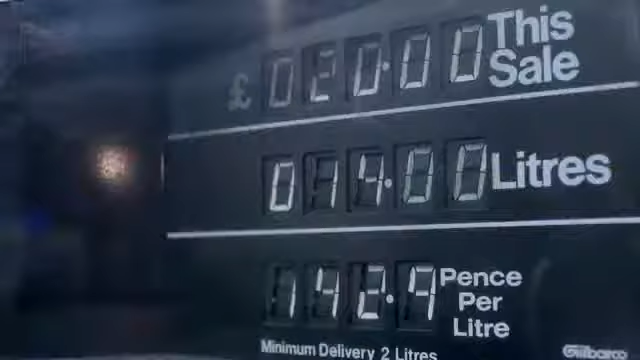 £ 020.00 This
Sale
014.00 Litres
142.9 Pence
Per
Litre
Minimum Delivery 2 Litres
Gilbarco